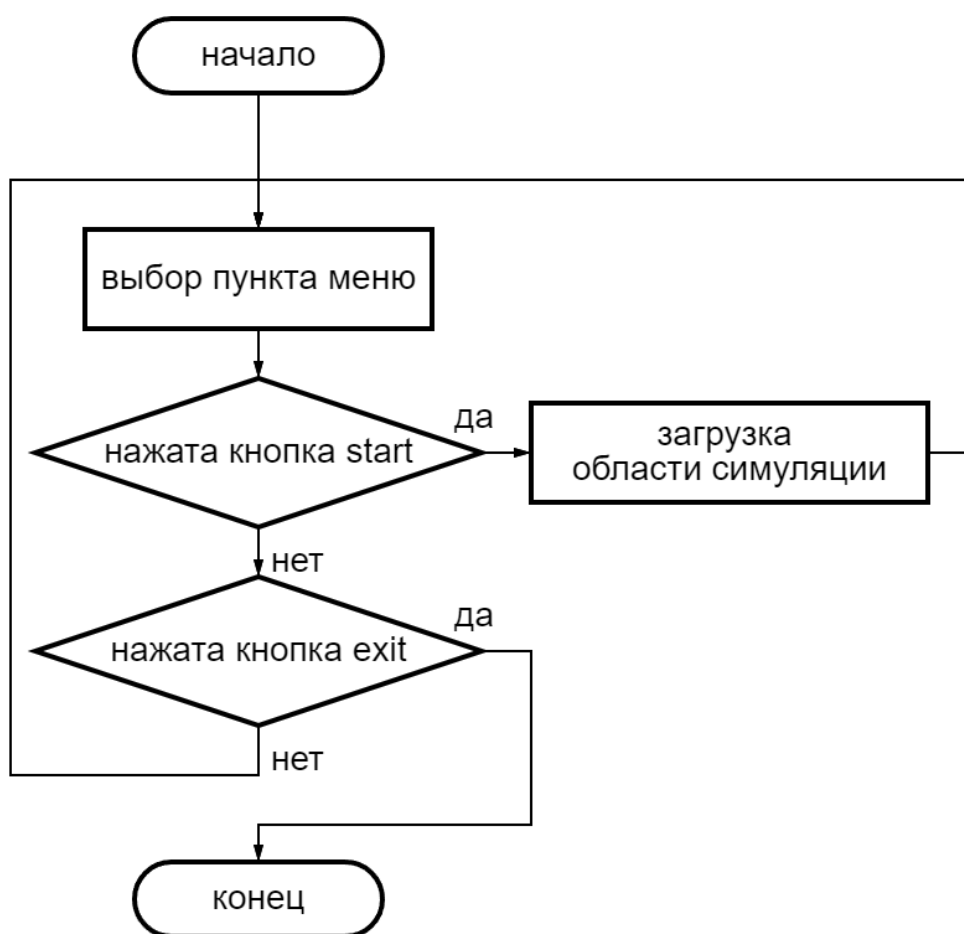 начало
выбор пункта меню
нажата кнопка start
да
загрузка
области симуляции
нет
нажата кнопка exit
да
нет
конец